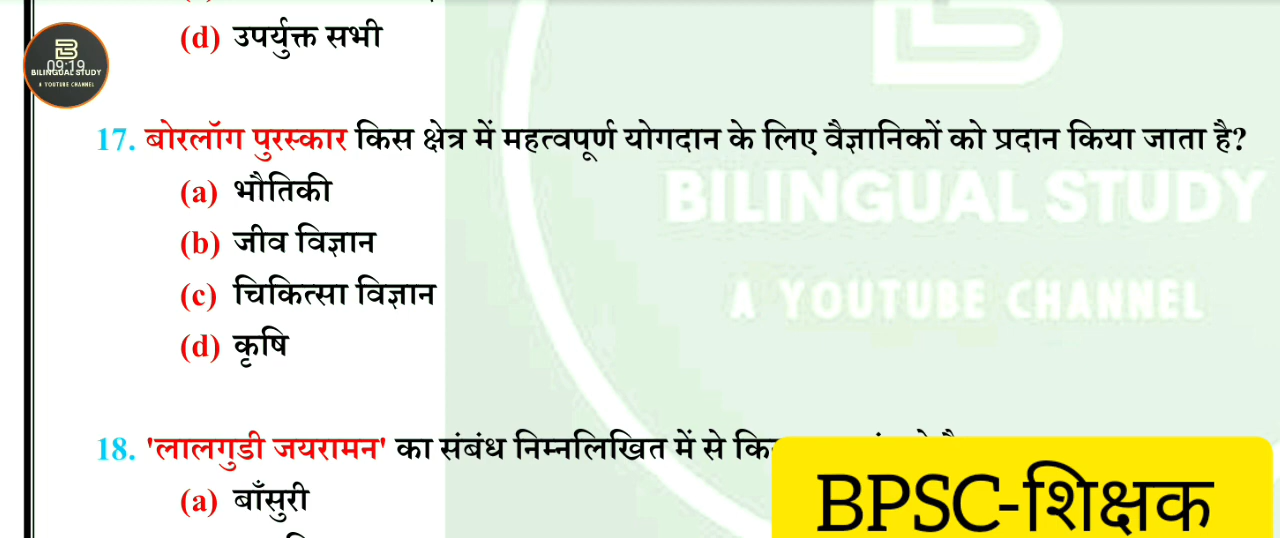 (d) उपर्युक्त सभी
09:19
BILINGUAL STUDY
A YOUTUBE CHANNEL
17. बोरलॉग पुरस्कार किस क्षेत्र में महत्वपूर्ण योगदान के लिए वैज्ञानिकों को प्रदान किया जाता है?
(a) भौतिकी
BILINGUAL STUDY
(b) जीव विज्ञान
(c) चिकित्सा विज्ञान
A YOUTUBE CHANNEL
(d) कृषि
18. 'लालगुडी जयरामन' का संबंध निम्नलिखित में से
(a) बाँसुरी
BPSC-शिक्षक